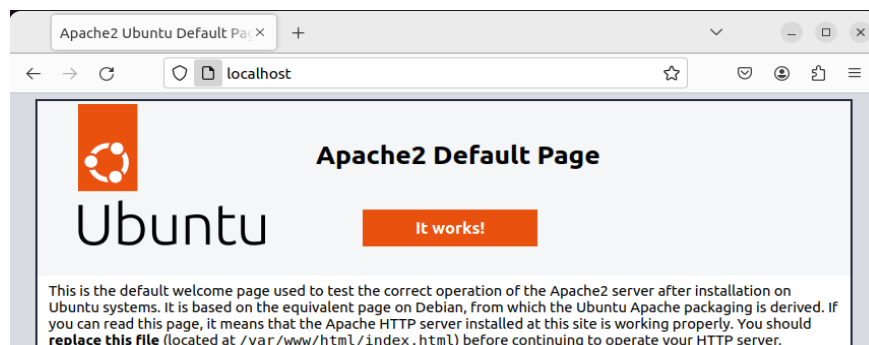 Apache2 Ubuntu Default Pag
localhost
Apache2 Default Page
Ubuntu
It works!
This is the default welcome page used to test the correct operation of the Apache2 server after installation on
Ubuntu systems. It is based on the equivalent page on Debian, from which the Ubuntu Apache packaging is derived. If
you can read this page, it means that the Apache HTTP server installed at this site is working properly. You should
replace this file (located at /var/www/html/index.html) before continuing to operate your HTTP server.